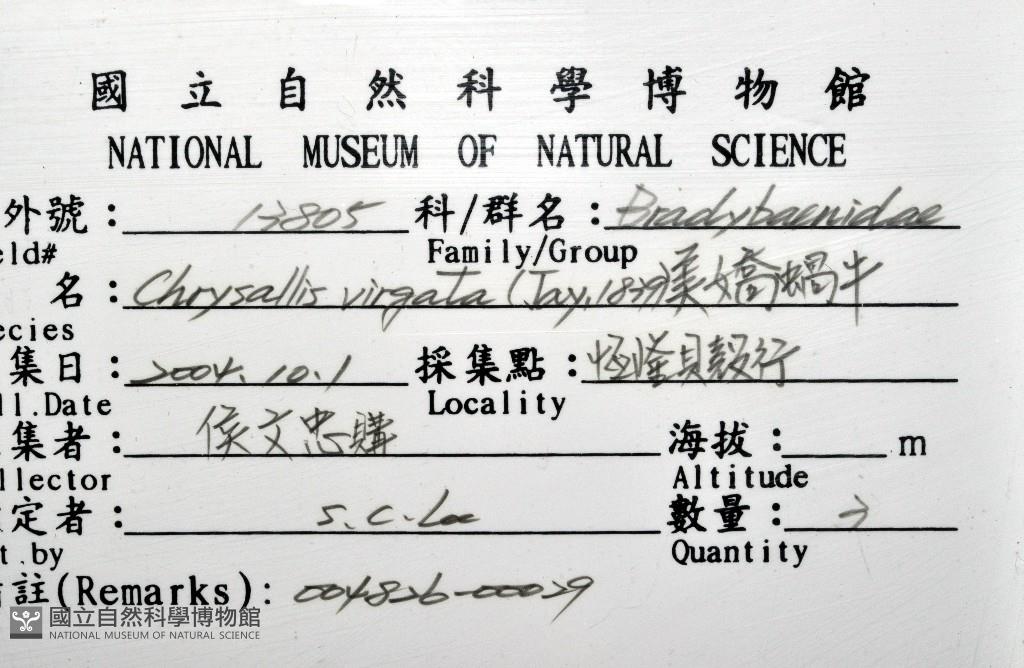 國立自然科學博物館
NATIONAL MUSEUM OF NATURAL SCIENCE
外號: 13805 科/群名: Bradybaenidae
eld# Family/Group
名: Chrysallis virgata (Jay, 1839) 美嬌蝸牛
ecies
集日: 2004.10.1 採集點: 恆隆貝殼行
ll.Date Locality
集者: 侯文忠購 海拔: m
llector Altitude
定者: S.C.Lee 數量: 2
t.by Quantity
註(Remarks): 004826-00029
國立自然科學博物館
NATIONAL MUSEUM OF NATURAL SCIENCE